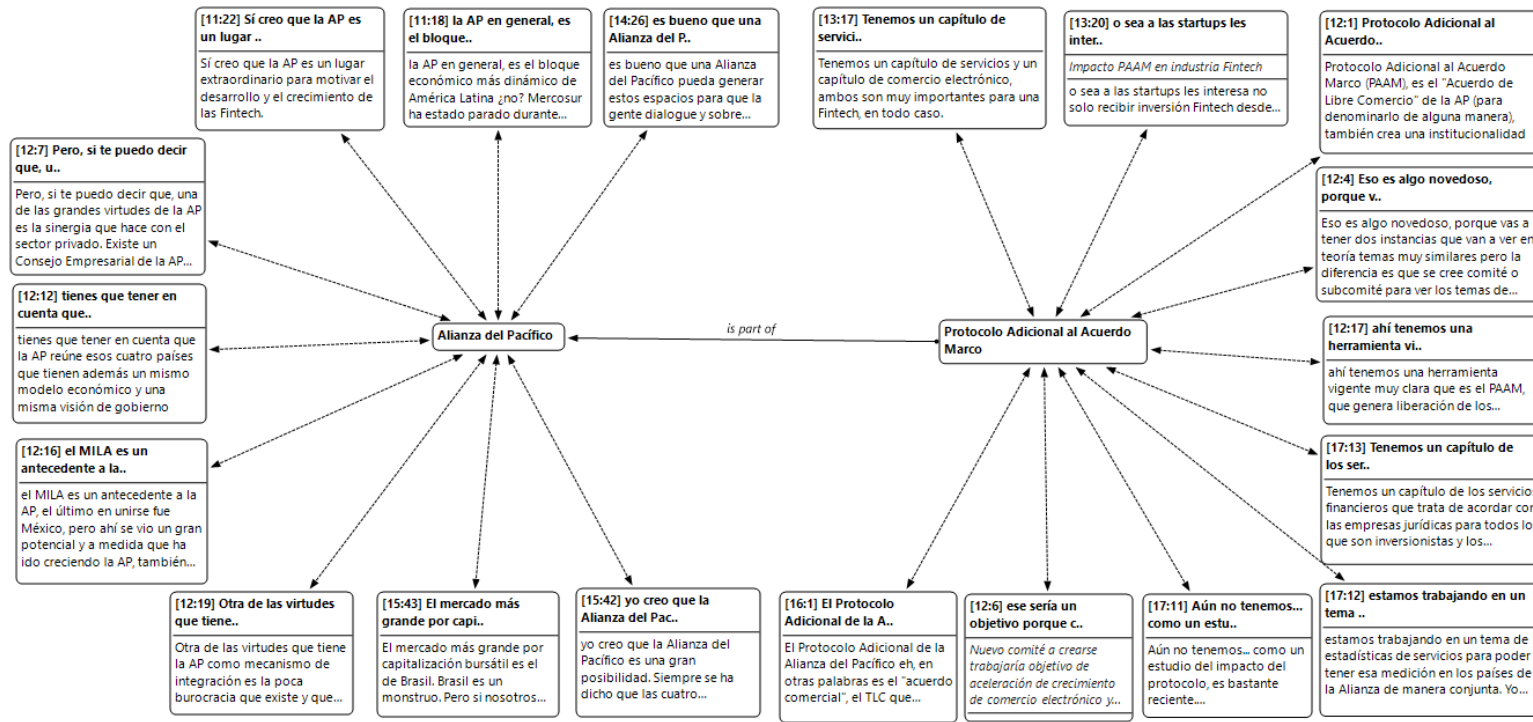 [11:22] Sí creo que la AP es
un lugar ..
Sí creo que la AP es un lugar
extraordinario para motivar el
desarrollo y el crecimiento de
las Fintech.
[11:18] la AP en general, es
el bloque..
la AP en general, es el bloque
económico más dinámico de
América Latina ¿no? Mercosur
ha estado parado durante...
[14:26] es bueno que una
Alianza del P..
es bueno que una Alianza
del Pacífico pueda generar
estos espacios para que la
gente dialogue y sobre...
[13:17] Tenemos un capítulo de
servici..
Tenemos un capítulo de servicios y un
capítulo de comercio electrónico,
ambos son muy importantes para una
Fintech, en todo caso.
[13:20] o sea a las startups les
inter..
Impacto PAAM en industria Fintech
o sea a las startups les interesa no
solo recibir inversión Fintech desde...
[12:1] Protocolo Adicional al
Acuerdo..
Protocolo Adicional al Acuerdo
Marco (PAAM), es el "Acuerdo de
Libre Comercio" de la AP (para
denominarlo de alguna manera),
también crea una institucionalidad
[12:7] Pero, si te puedo decir
que, u..
Pero, si te puedo decir que, una
de las grandes virtudes de la AP
es la sinergia que hace con el
sector privado. Existe un
Consejo Empresarial de la AP...
[12:4] Eso es algo novedoso,
porque v..
Eso es algo novedoso, porque vas a
tener dos instancias que van a ver en
teoría temas muy similares pero la
diferencia es que se cree comité o
subcomité para ver los temas de...
[12:12] tienes que tener en
cuenta que..
tienes que tener en cuenta que
la AP reúne esos cuatro países
que tienen además un mismo
modelo económico y una
misma visión de gobierno
Alianza del Pacífico
is part of
Protocolo Adicional al Acuerdo
Marco
[12:17] ahí tenemos una
herramienta vi..
ahí tenemos una herramienta
vigente muy clara que es el PAAM,
que genera liberación de los...
[12:16] el MILA es un
antecedente a la..
el MILA es un antecedente a la
AP, el último en unirse fue
México, pero ahí se vio un gran
potencial y a medida que ha
ido creciendo la AP, también...
[17:13] Tenemos un capítulo de
los ser..
Tenemos un capítulo de los servicios
financieros que trata de acordar con
las empresas jurídicas para todos lo
que son inversionistas y los...
[12:19] Otra de las virtudes
que tiene..
Otra de las virtudes que tiene
la AP como mecanismo de
integración es la poca
burocracia que existe y que...
[15:43] El mercado más
grande por capi..
El mercado más grande por
capitalización bursátil es el
de Brasil. Brasil es un
monstruo. Pero si nosotros...
[15:42] yo creo que la
Alianza del Pac..
yo creo que la Alianza del
Pacífico es una gran
posibilidad. Siempre se ha
dicho que las cuatro...
[16:1] El Protocolo
Adicional de la A..
El Protocolo Adicional de la
Alianza del Pacífico eh, en
otras palabras es el "acuerdo
comercial", el TLC que...
[12:6] ese sería un
objetivo porque c..
Nuevo comité a crearse
trabajaría objetivo de
aceleración de crecimiento
de comercio electrónico y...
[17:11] Aún no tenemos...
como un estu..
Aún no tenemos... como un
estudio del impacto del
protocolo, es bastante
reciente....
[17:12] estamos trabajando en un
tema ..
estamos trabajando en un tema de
estadísticas de servicios para poder
tener esa medición en los países de
la Alianza de manera conjunta. Yo...